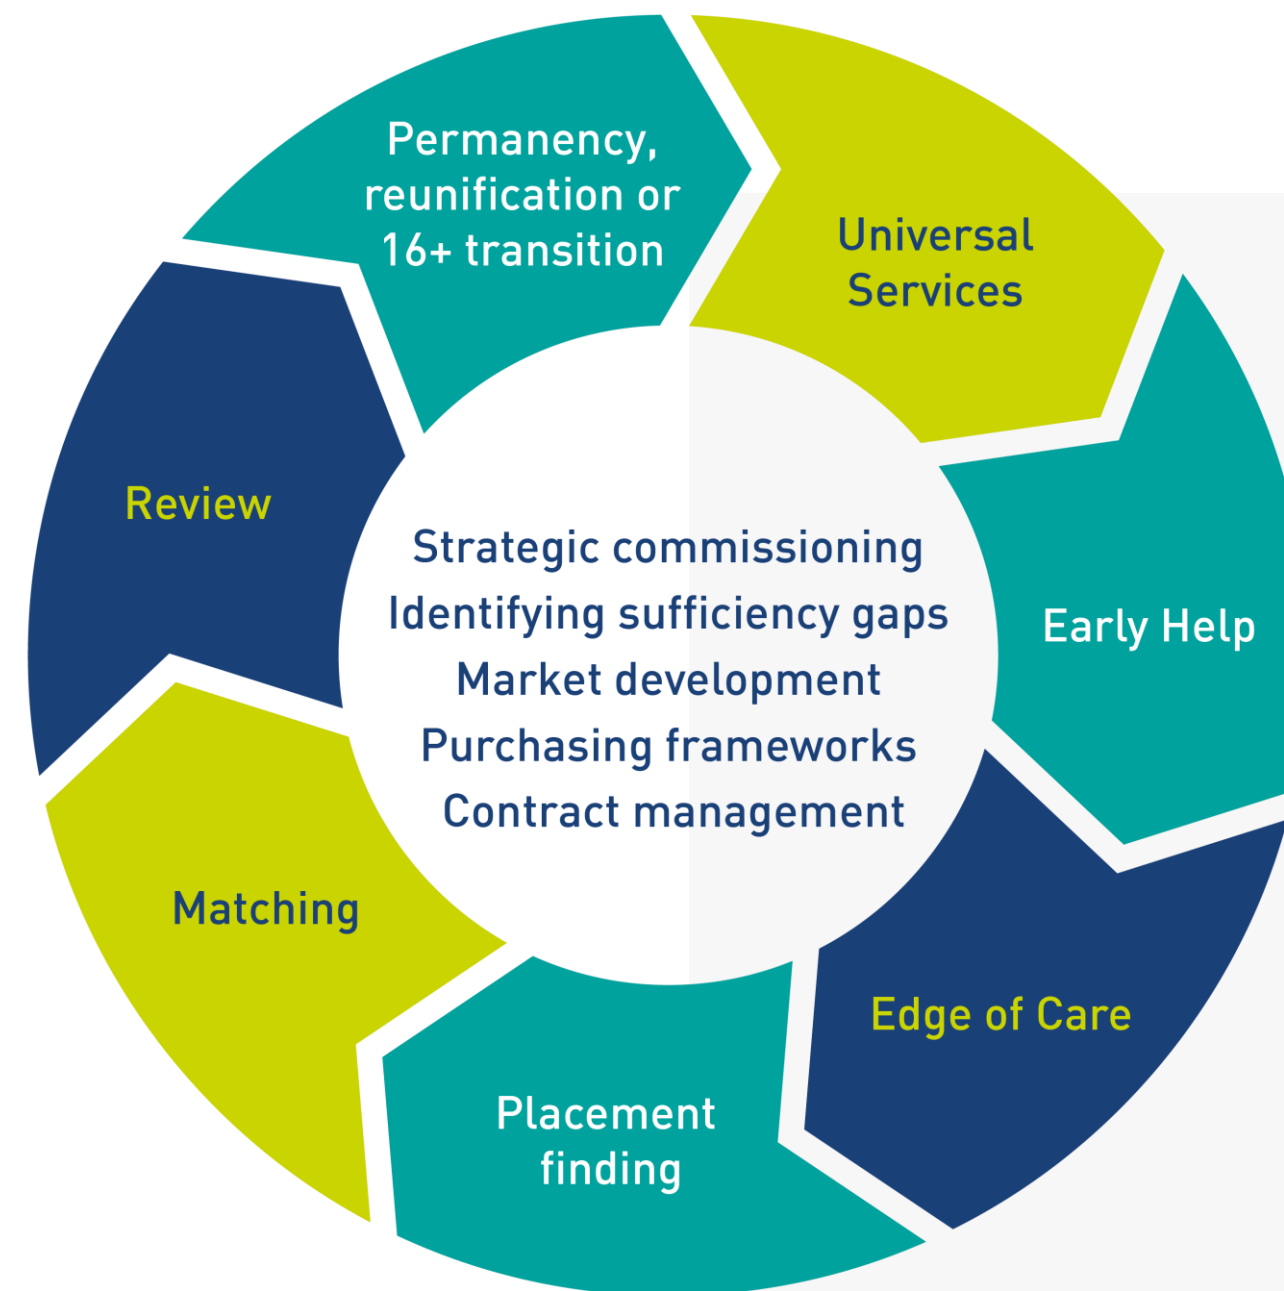 Permanency,
reunification or
16+ transition
Universal
Services
Early Help
Edge of Care
Placement
finding
Matching
Review
Strategic commissioning
Identifying sufficiency gaps
Market development
Purchasing frameworks
Contract management